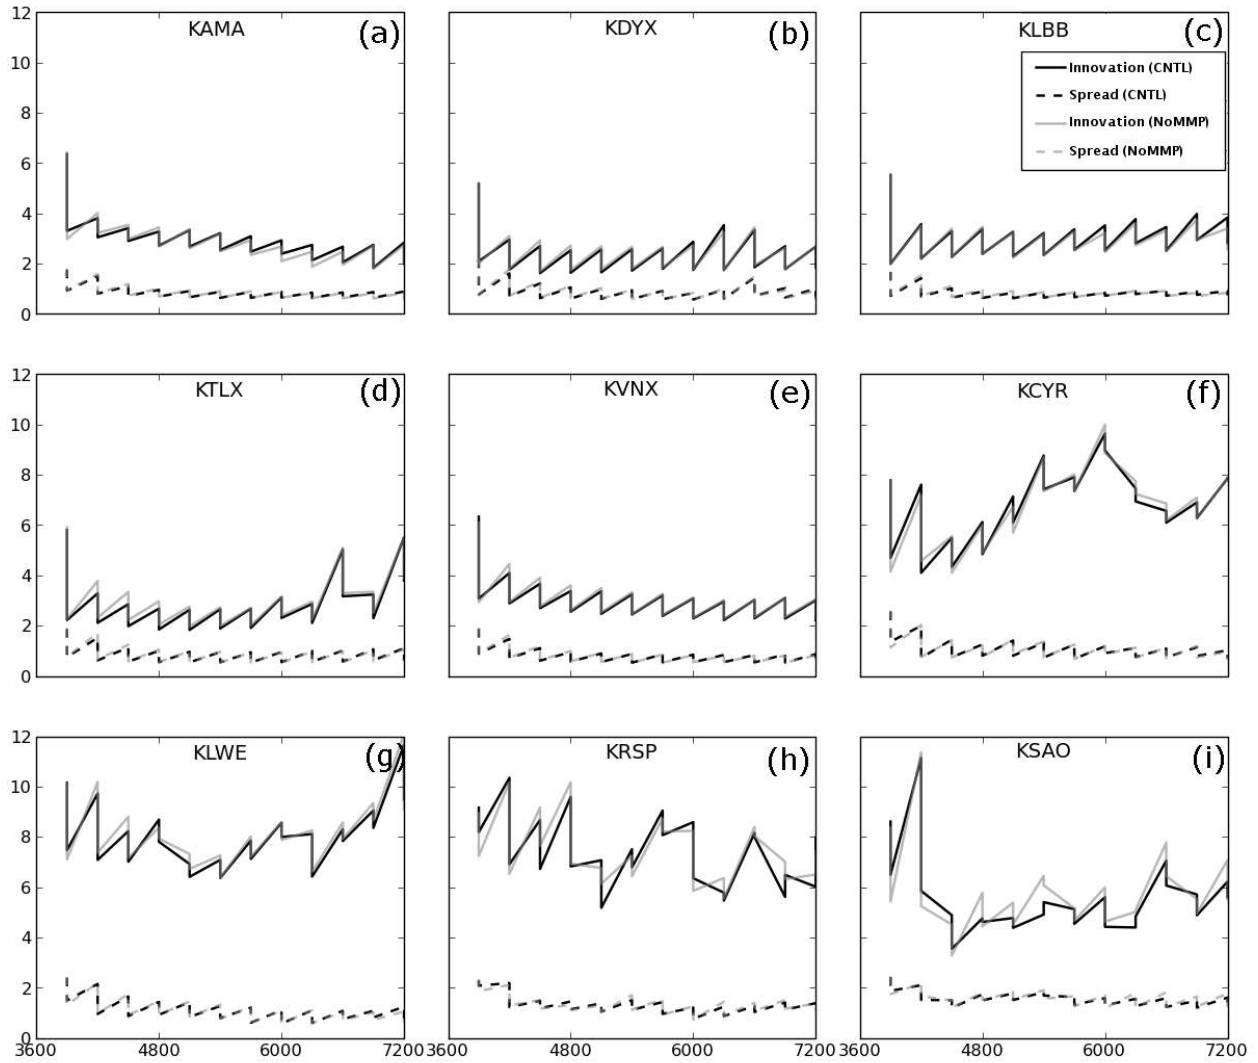 12
10
8
6
4
2
0
KAMA
(a)
KDYX
(b)
KLBB
(c)
Innovation (CNTL)
Spread (CNTL)
Innovation (NoMMP)
Spread (NoMMP)
12
10
8
6
4
2
0
KTLX
(d)
KVNX
(e)
KCYR
(f)
12
10
8
6
4
2
0
KLWE
(g)
KRSP
(h)
KSAO
(i)
3600 4800 6000 7200
3600 4800 6000 7200
3600 4800 6000 7200